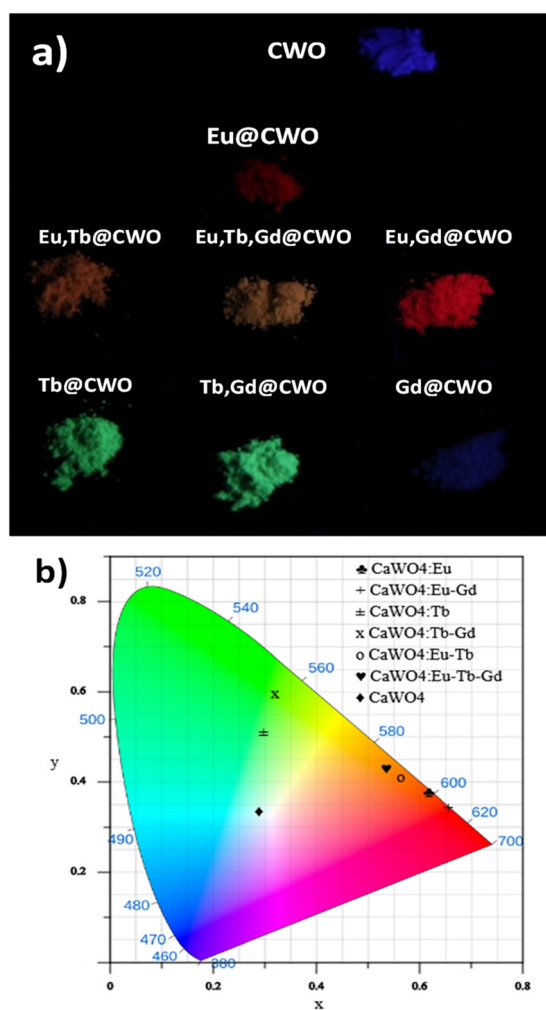 a)
CWO
Eu@CWO
Eu,Tb@CWO Eu,Tb,Gd@CWO Eu,Gd@CWO
Tb@CWO Tb,Gd@CWO Gd@CWO
b)
♣ CaWO4:Eu
+ CaWO4:Eu-Gd
± CaWO4:Tb
x CaWO4:Tb-Gd
o CaWO4:Eu-Tb
♥ CaWO4:Eu-Tb-Gd
♦ CaWO4
520
540
560
580
600
620
700
500
490
480
470
460
380
y
0.8
0.6
0.4
0.2
0 0.2 0.4 0.6 0.8
x